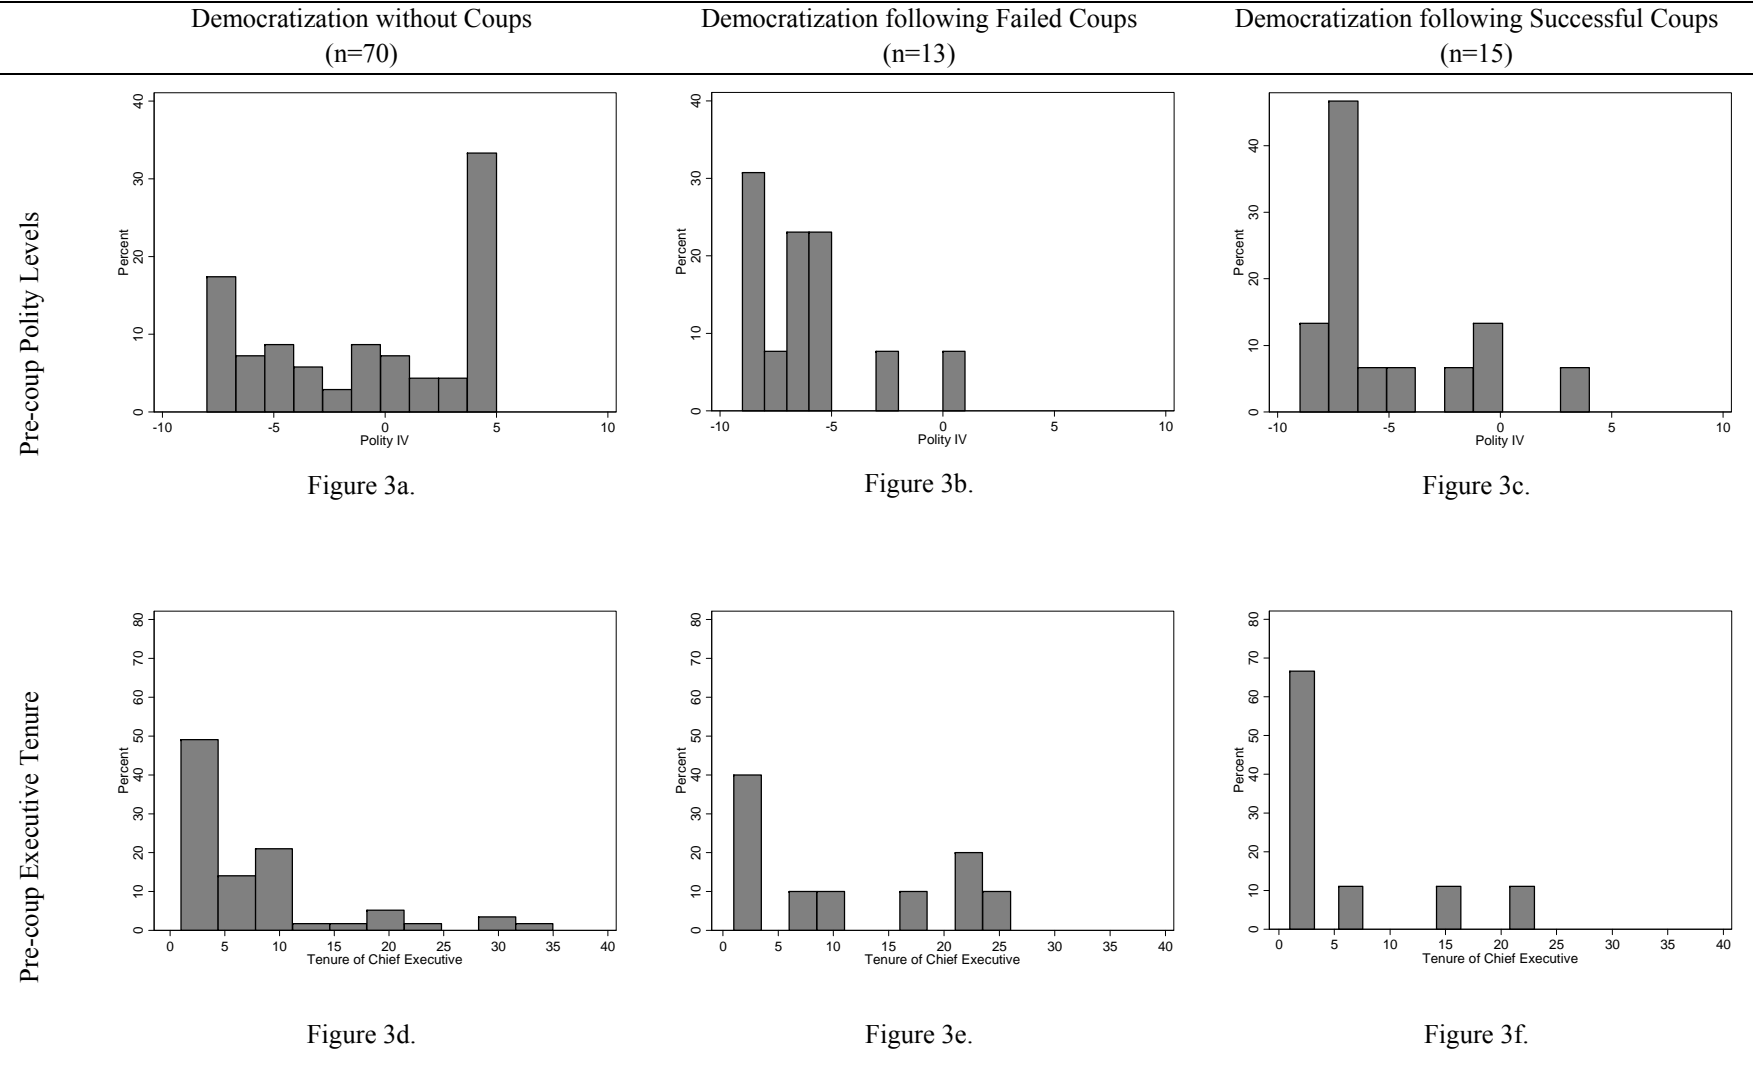 Democratization without Coups
(n=70)
Democratization following Failed Coups
(n=13)
Democratization following Successful Coups
(n=15)
Pre-coup Polity Levels
40
30
20
10
0
Percent
-10 -5 0 5 10
Polity IV
Figure 3a.
40
30
20
10
0
Percent
-10 -5 0 5 10
Polity IV
Figure 3b.
40
30
20
10
0
Percent
-10 -5 0 5 10
Polity IV
Figure 3c.
Pre-coup Executive Tenure
80
70
60
50
40
30
20
10
0
Percent
0 5 10 15 20 25 30 35 40
Tenure of Chief Executive
Figure 3d.
80
70
60
50
40
30
20
10
0
Percent
0 5 10 15 20 25 30 35 40
Tenure of Chief Executive
Figure 3e.
80
70
60
50
40
30
20
10
0
Percent
0 5 10 15 20 25 30 35 40
Tenure of Chief Executive
Figure 3f.